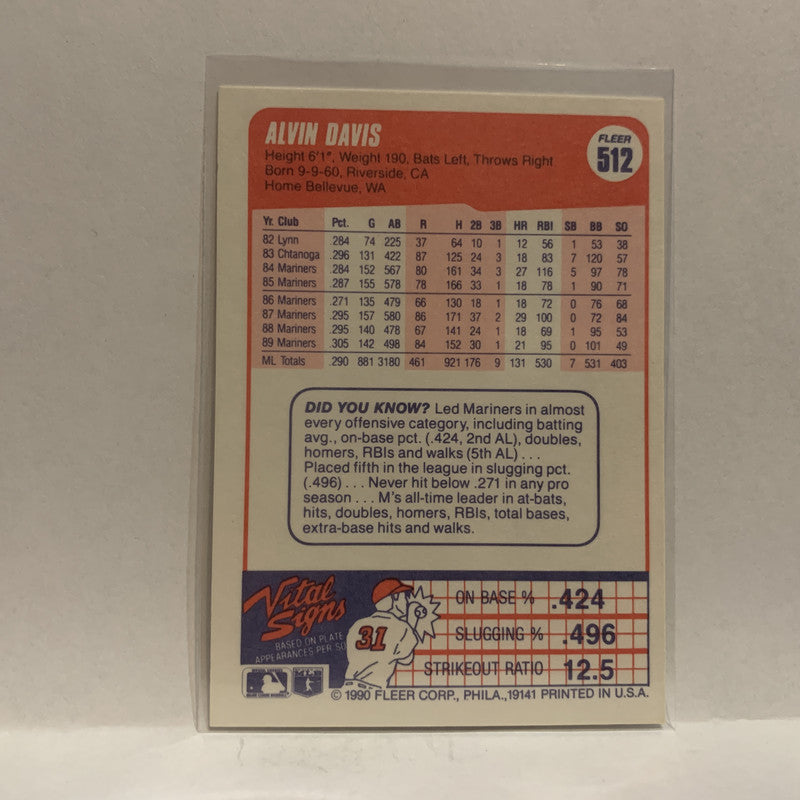 ALVIN DAVIS
Height 6'1", Weight 190, Bats Left, Throws Right
Born 9-9-60, Riverside, CA
Home Bellevue, WA
FLEER
512
Yr. Club Pct. G AB R H 2B 3B HR RBI SB BB SO
82 Lynn .284 74 225 37 64 10 1 12 56 1 53 38
83 Chtanoga .296 131 422 87 125 24 3 18 83 7 120 57
84 Mariners .284 152 567 80 161 34 3 27 116 5 97 78
85 Mariners .287 155 578 78 166 33 1 18 78 1 90 71
86 Mariners .271 135 479 66 130 18 1 18 72 0 76 68
87 Mariners .295 157 580 86 171 37 2 29 100 0 72 84
88 Mariners .295 140 478 67 141 24 1 18 69 1 95 53
89 Mariners .305 142 498 84 152 30 1 21 95 0 101 49
ML Totals .290 881 3180 461 921 176 9 131 530 7 531 403
DID YOU KNOW? Led Mariners in almost
every offensive category, including batting
avg., on-base pct. (.424, 2nd AL), doubles,
homers, RBIs and walks (5th AL) . . .
Placed fifth in the league in slugging pct.
(.496) . . . Never hit below .271 in any pro
season . . . M's all-time leader in at-bats,
hits, doubles, homers, RBIs, total bases,
extra-base hits and walks.
Vital
Signs
BASED ON PLATE
APPEARANCES PER SO
31
ON BASE % .424
SLUGGING % .496
STRIKEOUT RATIO 12.5
MLB
© 1990 FLEER CORP., PHILA.,19141 PRINTED IN U.S.A.